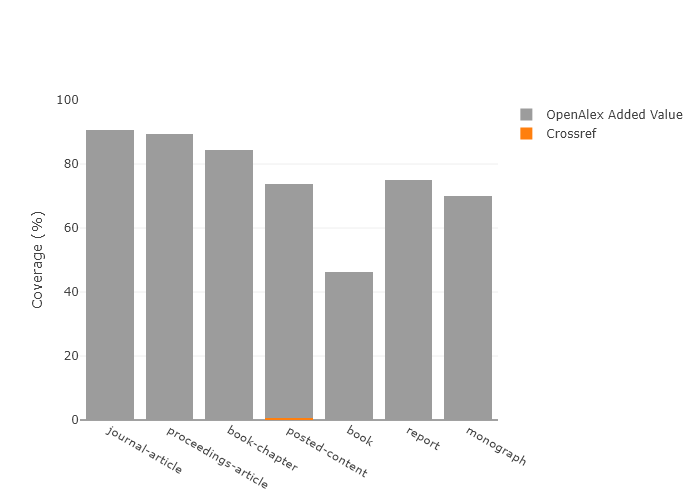 100
80
60
40
20
0
Coverage (%)
journal-article
proceedings-article
book-chapter
posted-content
book
report
monograph
OpenAlex Added Value
Crossref